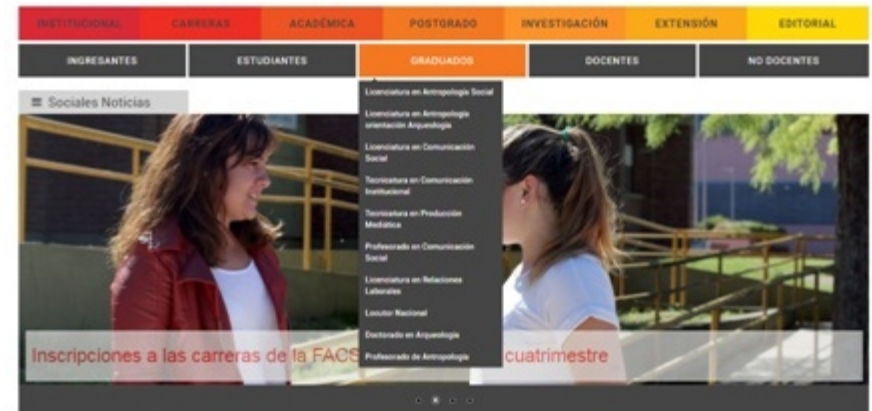 INSTITUCIONAL CARRERAS ACADÉMICA POSTGRADO INVESTIGACIÓN EXTENSIÓN EDITORIAL
INGRESANTES ESTUDIANTES GRADUADOS DOCENTES NO DOCENTES
Sociales Noticias
Licenciatura en Antropología Social
Licenciatura en Antropología
orientación Arqueología
Licenciatura en Comunicación
Social
Tecnicatura en Comunicación
Institucional
Tecnicatura en Producción
Mediática
Profesorado en Comunicación
Social
Licenciatura en Relaciones
Laborales
Locutor Nacional
Doctorado en Arqueología
Profesorado de Antropología
Inscripciones a las carreras de la FACS cuatrimestre